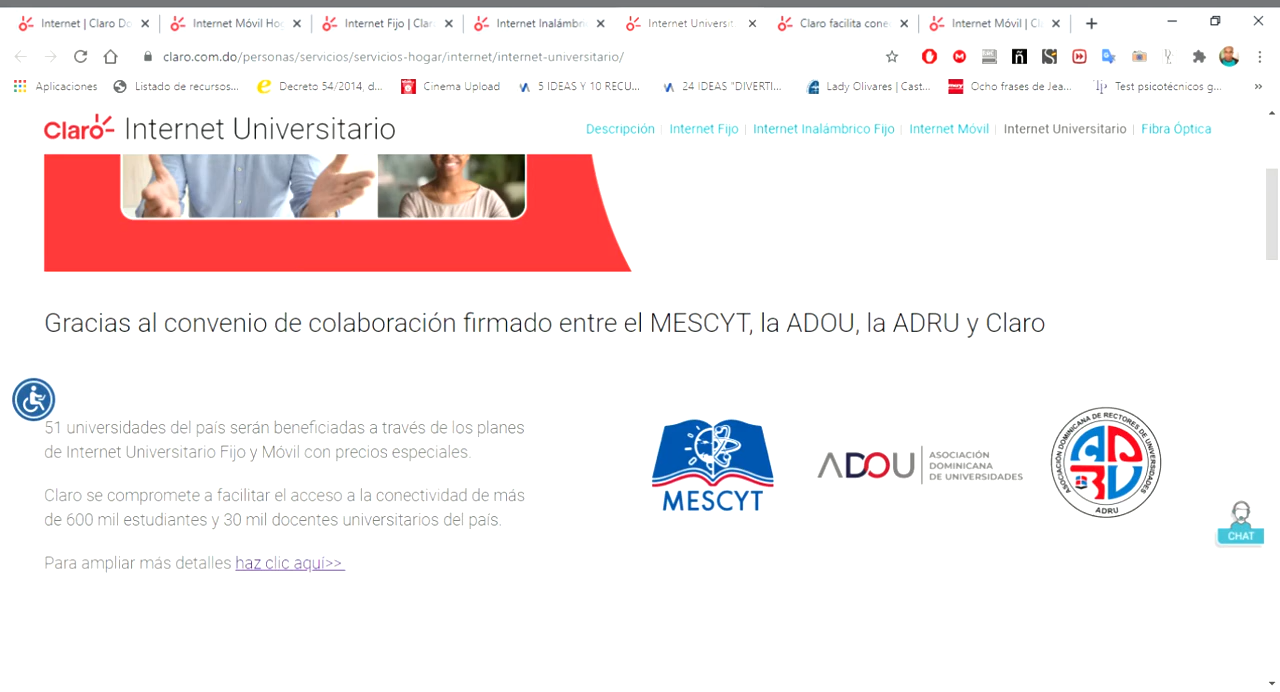 Internet | Claro Do
Internet Móvil Hog
Internet Fijo | Clar
Internet Inalámbri
Internet Universit
Claro facilita cone
Internet Móvil | Cl
claro.com.do/personas/servicios/servicios-hogar/internet/internet-universitario/
Aplicaciones
Listado de recursos...
Decreto 54/2014, d...
Cinema Upload
5 IDEAS Y 10 RECU...
24 IDEAS "DIVERTI...
Lady Olivares | Cast...
Ocho frases de Jea...
Test psicotécnicos g...
»
Claro Internet Universitario
Descripción | Internet Fijo | Internet Inalámbrico Fijo | Internet Móvil | Internet Universitario | Fibra Óptica
Gracias al convenio de colaboración firmado entre el MESCYT, la ADOU, la ADRU y Claro
51 universidades del país serán beneficiadas a través de los planes
de Internet Universitario Fijo y Móvil con precios especiales.
Claro se compromete a facilitar el acceso a la conectividad de más
de 600 mil estudiantes y 30 mil docentes universitarios del país.
Para ampliar más detalles haz clic aquí>>
MESCYT
ADOU
ASOCIACIÓN
DOMINICANA
DE UNIVERSIDADES
ASOCIACIÓN DOMINICANA DE RECTORES DE UNIVERSIDADES
ADRU
CHAT